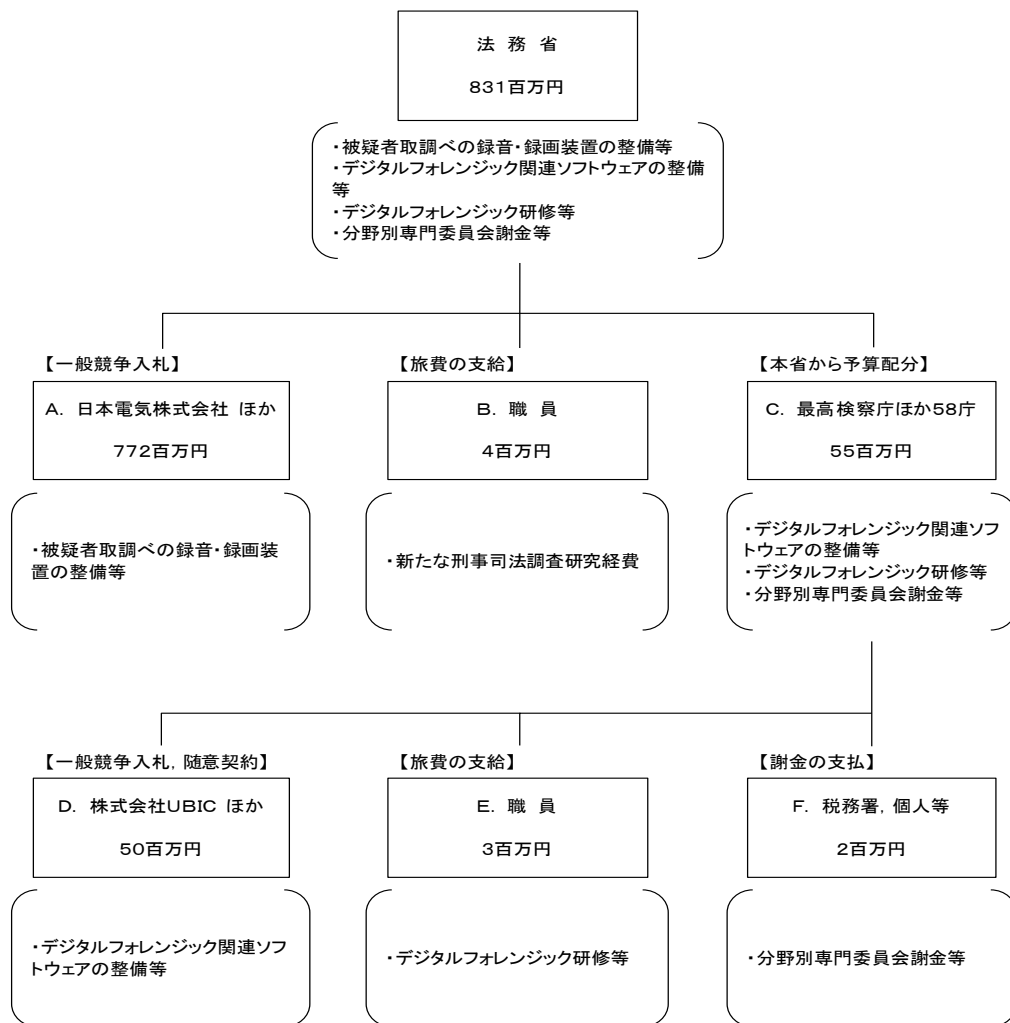 法 務 省
831百万円
・被疑者取調べの録音・録画装置の整備等
・デジタルフォレンジック関連ソフトウェアの整備
等
・デジタルフォレンジック研修等
・分野別専門委員会謝金等
【一般競争入札】
A. 日本電気株式会社 ほか
772百万円
・被疑者取調べの録音・録画装
置の整備等
【旅費の支給】
B. 職 員
4百万円
・新たな刑事司法調査研究経費
【本省から予算配分】
C. 最高検察庁ほか58庁
55百万円
・デジタルフォレンジック関連ソフ
トウェアの整備等
・デジタルフォレンジック研修等
・分野別専門委員会謝金等
【一般競争入札, 随意契約】
D. 株式会社UBIC ほか
50百万円
・デジタルフォレンジック関連ソフ
トウェアの整備等
【旅費の支給】
E. 職 員
3百万円
・デジタルフォレンジック研修等
【謝金の支払】
F. 税務署, 個人等
2百万円
・分野別専門委員会謝金等